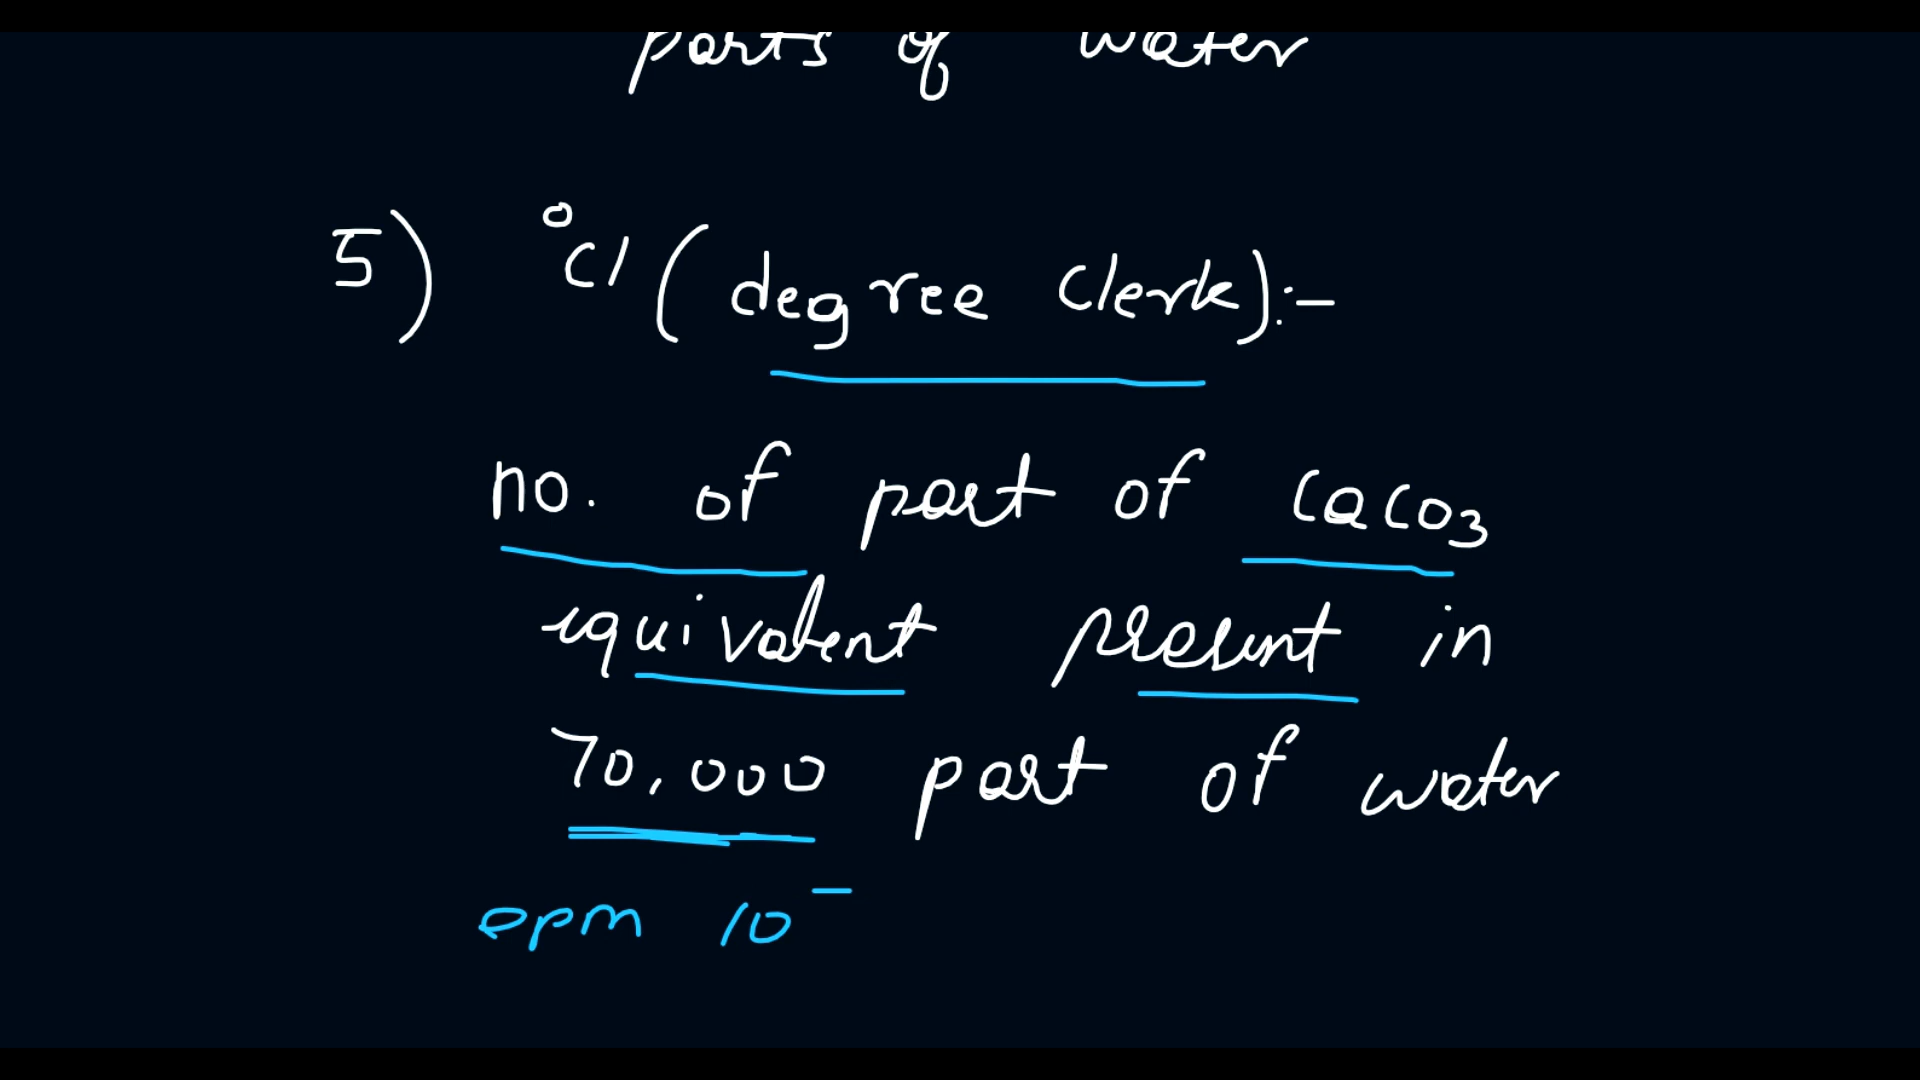 parts of water
5) °Cl (degree Clerk):-
no. of part of CaCO₃
equivalent present in
70,000 part of water
epm 10⁻